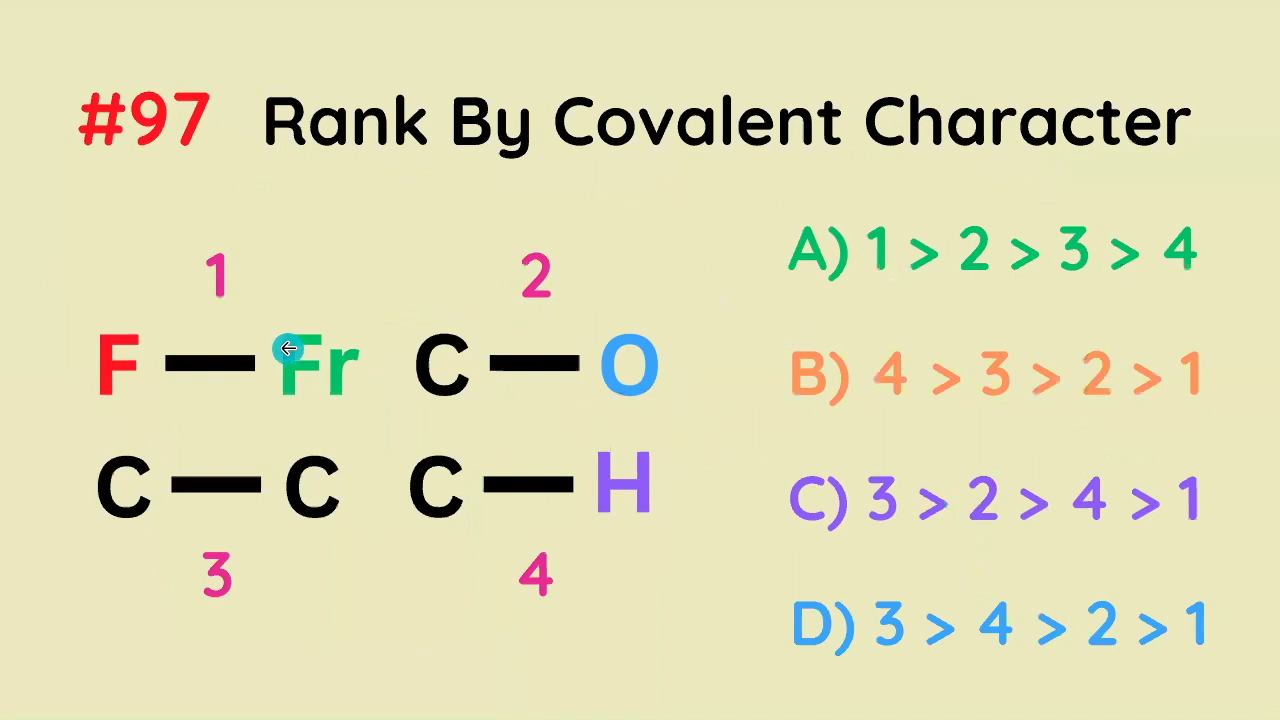 #97 Rank By Covalent Character
1 2
F — Fr C — O
C — C C — H
3 4
A) 1 > 2 > 3 > 4
B) 4 > 3 > 2 > 1
C) 3 > 2 > 4 > 1
D) 3 > 4 > 2 > 1